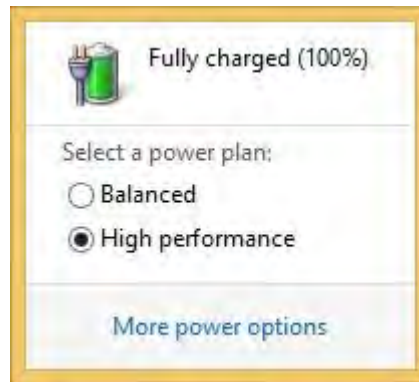 Fully charged (100%)
Select a power plan:
Balanced
High performance
More power options